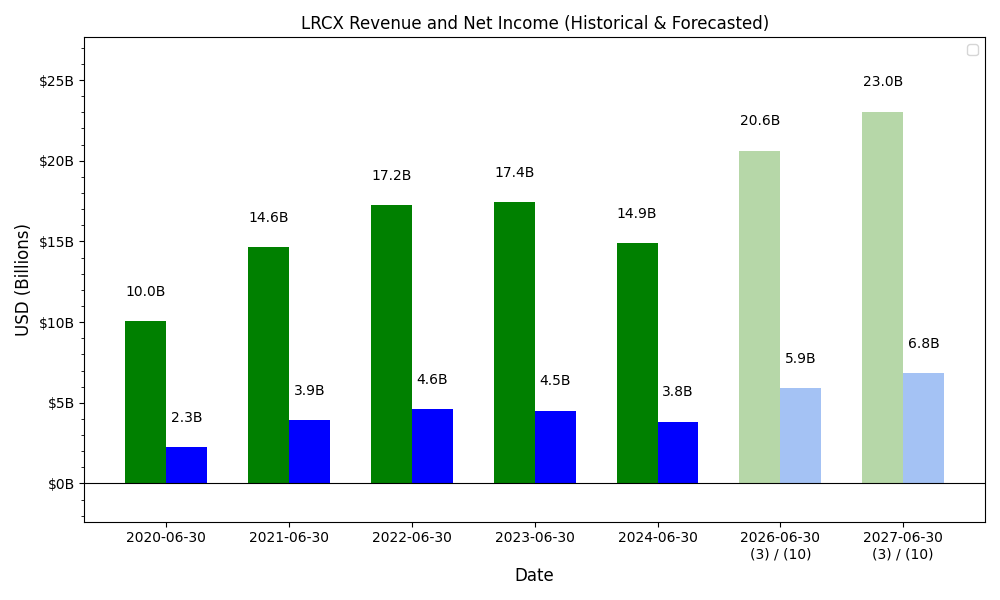 LRCX Revenue and Net Income (Historical & Forecasted)
USD (Billions)
$25B
$20B
$15B
$10B
$5B
$0B
10.0B
2.3B
14.6B
3.9B
17.2B
4.6B
17.4B
4.5B
14.9B
3.8B
20.6B
5.9B
23.0B
6.8B
2020-06-30
2021-06-30
2022-06-30
2023-06-30
2024-06-30
2026-06-30
(3) / (10)
2027-06-30
(3) / (10)
Date